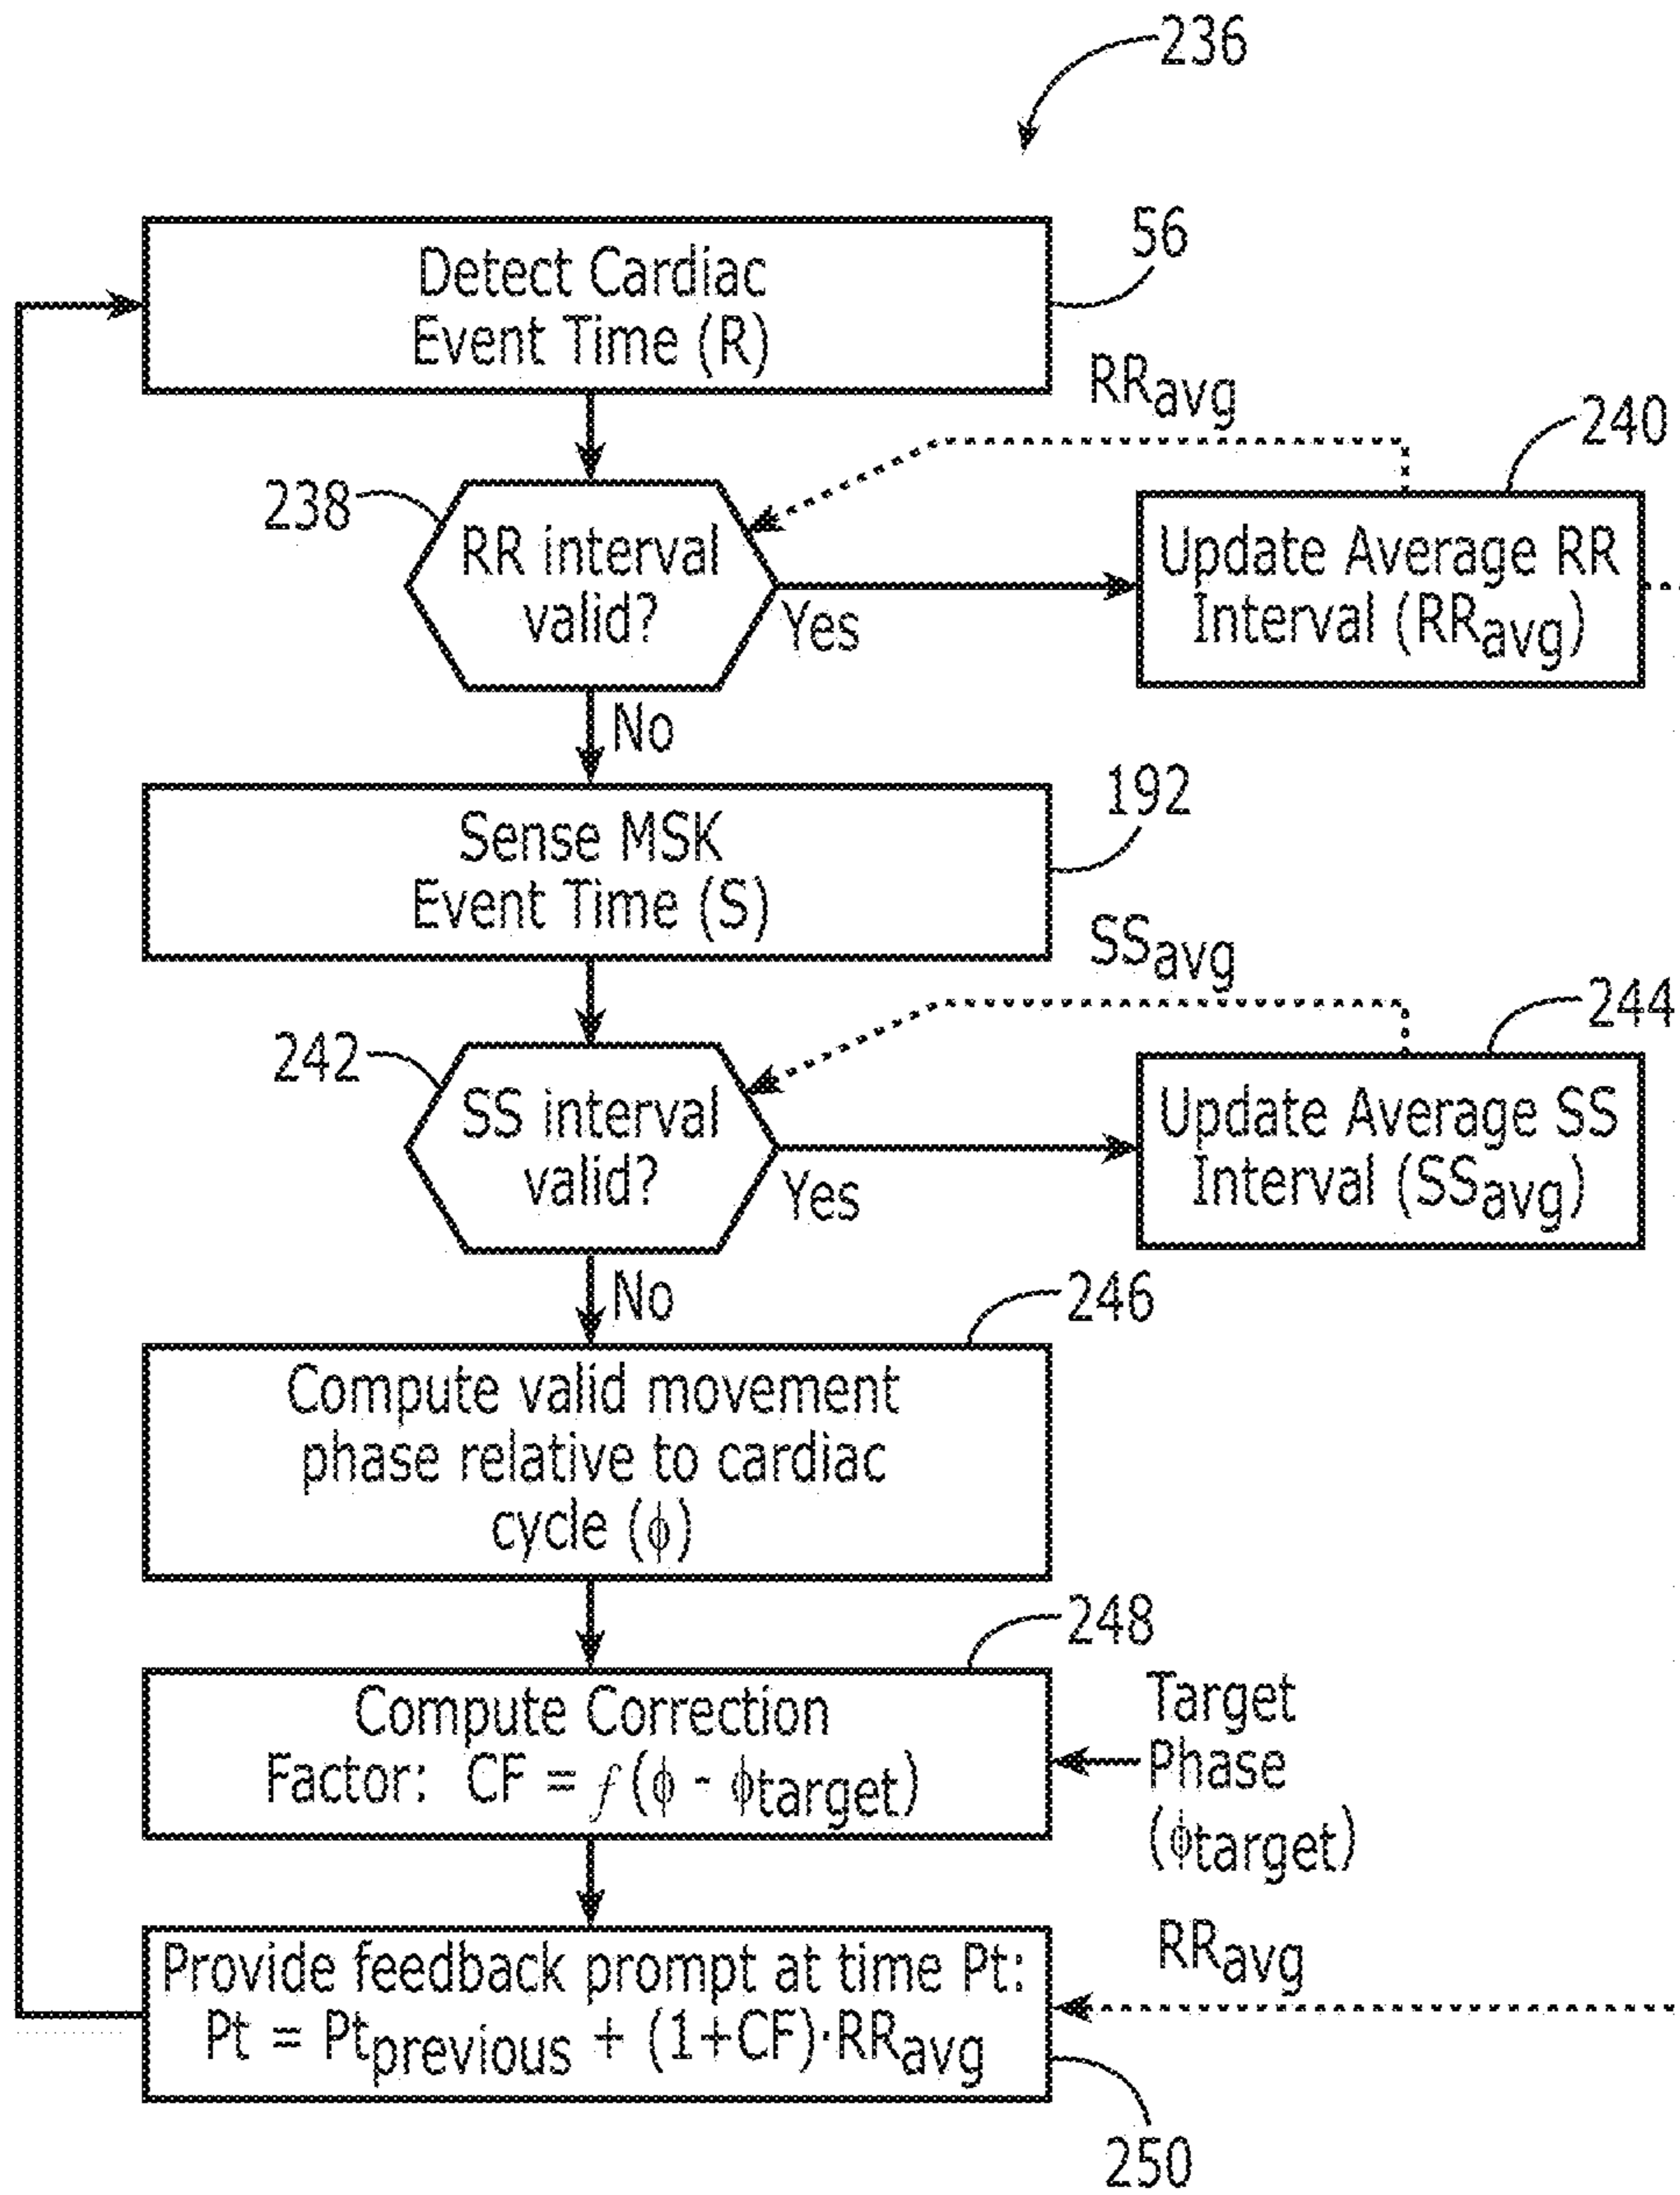 236
56
Detect Cardiac
Event Time (R)
RRavg
240
238
RR interval
valid?
Yes
Update Average RR
Interval (RRavg)
No
192
Sense MSK
Event Time (S)
SSavg
244
242
SS interval
valid?
Yes
Update Average SS
Interval (SSavg)
No
246
Compute valid movement
phase relative to cardiac
cycle (ϕ)
248
Compute Correction
Factor: CF = f(ϕ - ϕtarget)
Target
Phase
(ϕtarget)
Provide feedback prompt at time Pt:
Pt = Ptprevious + (1+CF)·RRavg
RRavg
250